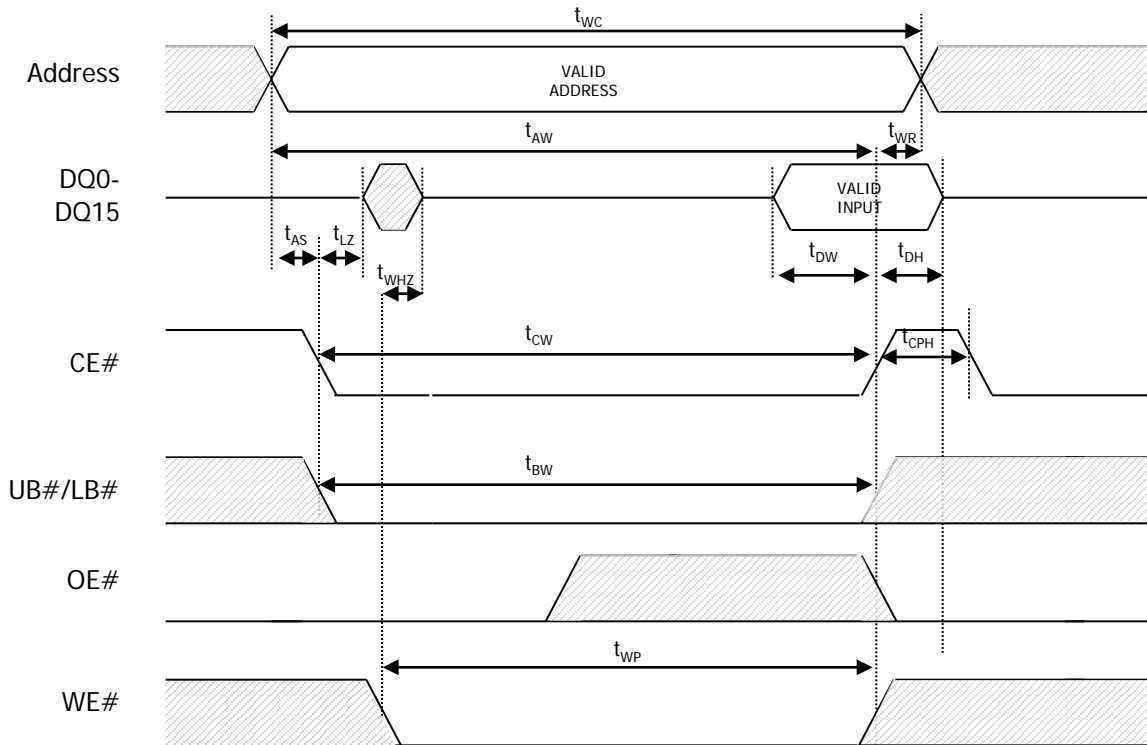 tWC
Address
VALID
ADDRESS
tAW
tWR
DQ0-
DQ15
VALID
INPUT
tAS
tLZ
tDW
tDH
tWHZ
tCW
tCPH
CE#
tBW
UB#/LB#
OE#
tWP
WE#